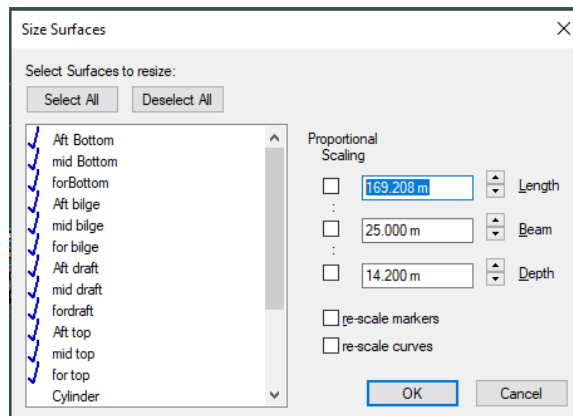 Size Surfaces
Select Surfaces to resize:
Select All
Deselect All
Aft Bottom
mid Bottom
forBottom
Aft bilge
mid bilge
for bilge
Aft draft
mid draft
fordraft
Aft top
mid top
for top
Cylinder
Proportional
Scaling
169.208 m Length
:
25.000 m Beam
:
14.200 m Depth
re-scale markers
re-scale curves
OK
Cancel